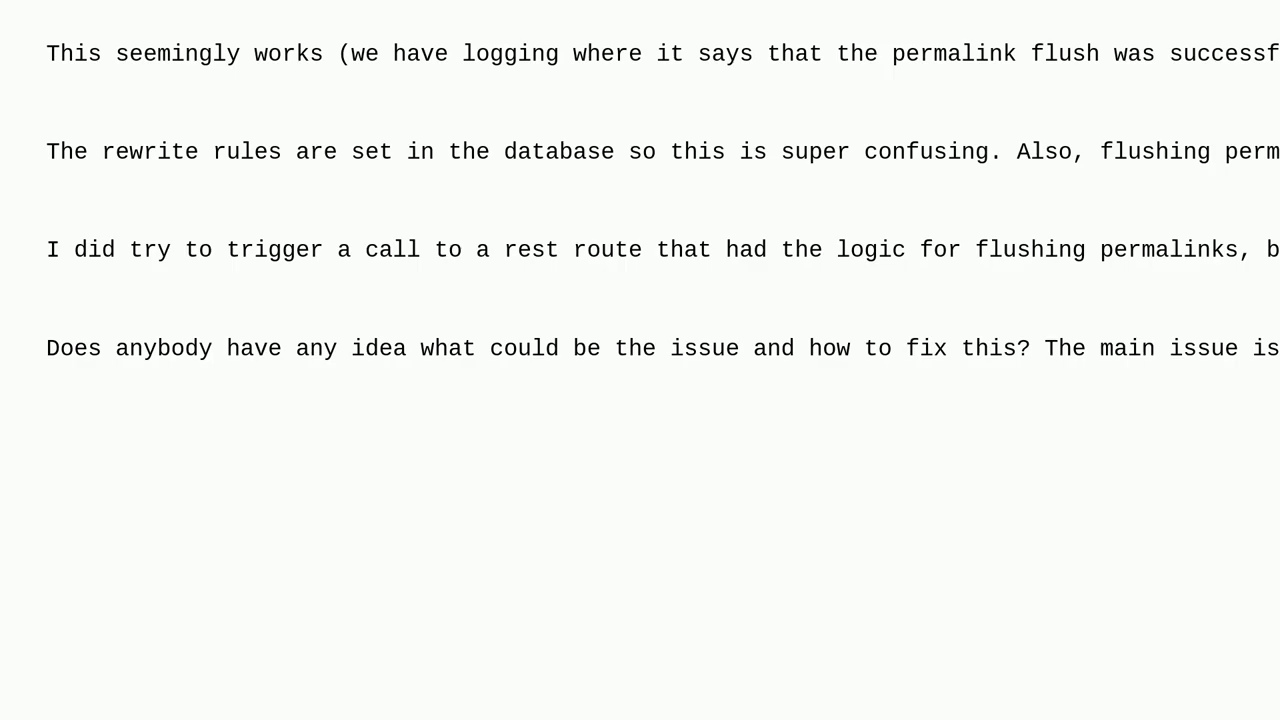 This seemingly works (we have logging where it says that the permalink flush was
The rewrite rules are set in the database so this is super confusing. Also, flushing
I did try to trigger a call to a rest route that had the logic for flushing permalinks,
Does anybody have any idea what could be the issue and how to fix this? The main issue is